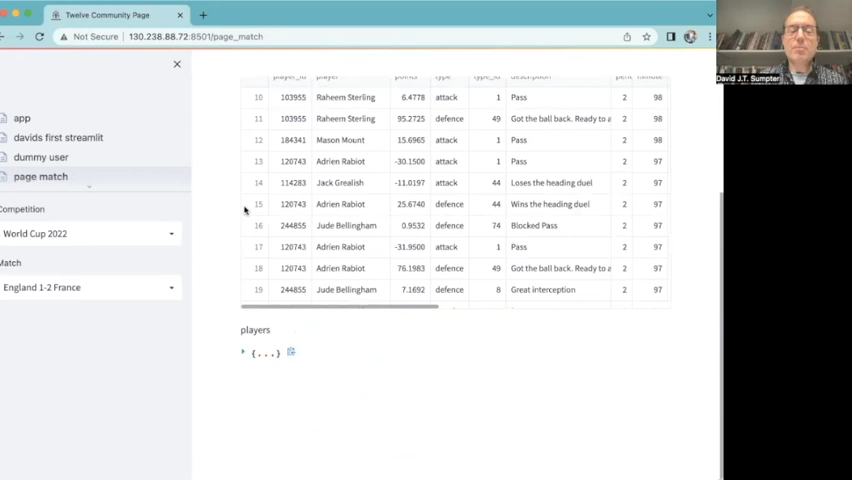 Twelve Community Page
Not Secure 130.238.88.72:8501/page_match
David J.T. Sumpter
app
davids first streamlit
dummy user
page match
Competition
World Cup 2022
Match
England 1-2 France
player_id player points type type_id description minute
10 103955 Raheem Sterling 6.4778 attack 1 Pass 2 98
11 103955 Raheem Sterling 95.2725 defence 49 Got the ball back. Ready to a 2 98
12 184341 Mason Mount 15.6965 attack 1 Pass 2 98
13 120743 Adrien Rabiot -30.1500 attack 1 Pass 2 97
14 114283 Jack Grealish -11.0197 attack 44 Loses the heading duel 2 97
15 120743 Adrien Rabiot 25.6740 defence 44 Wins the heading duel 2 97
16 244855 Jude Bellingham 0.9532 defence 74 Blocked Pass 2 97
17 120743 Adrien Rabiot -31.9500 attack 1 Pass 2 97
18 120743 Adrien Rabiot 76.1983 defence 49 Got the ball back. Ready to a 2 97
19 244855 Jude Bellingham 7.1692 defence 8 Great interception 2 97
players
{...}